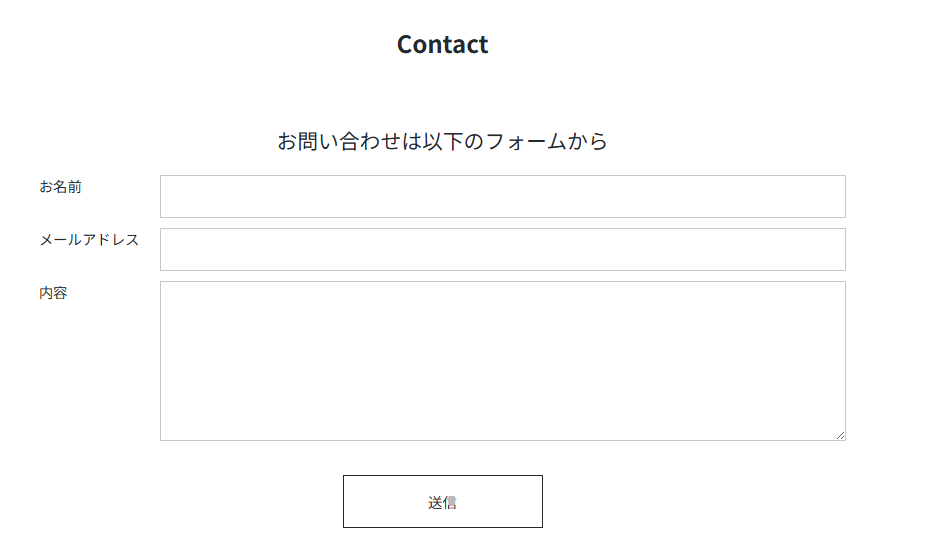 Contact
お問い合わせは以下のフォームから
お名前
メールアドレス
内容
送信